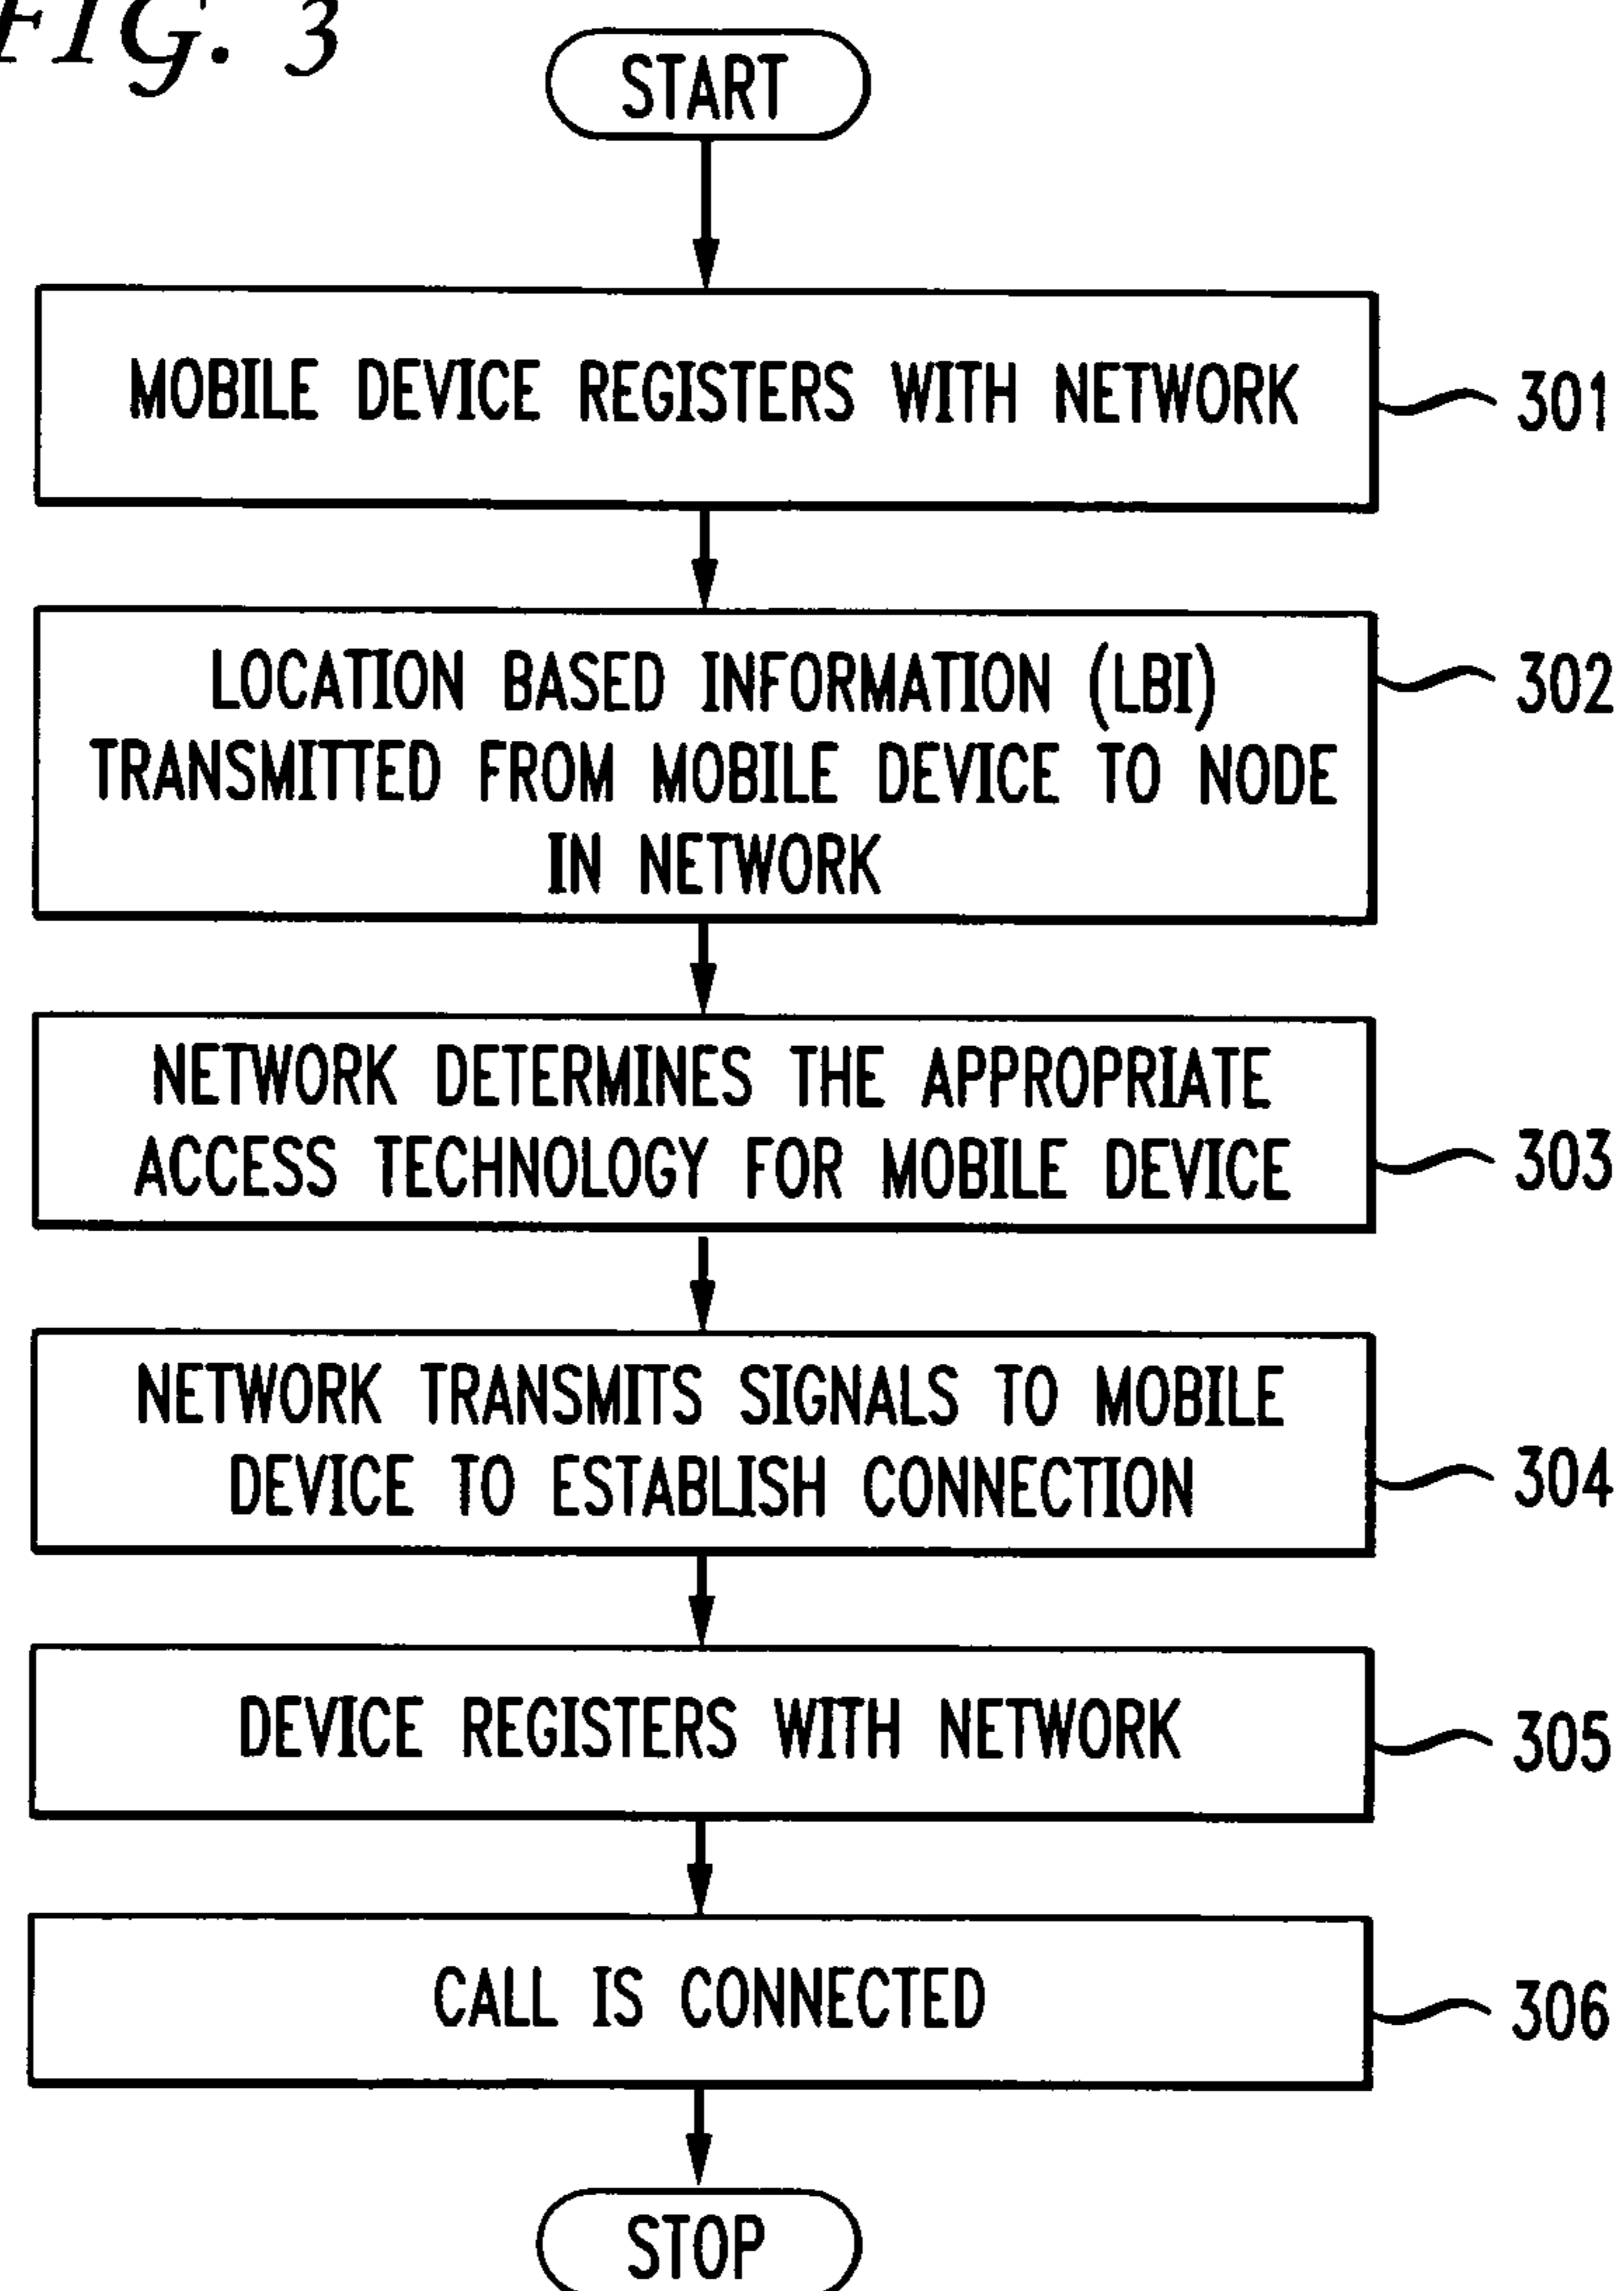 FIG. 3
START
MOBILE DEVICE REGISTERS WITH NETWORK
301
LOCATION BASED INFORMATION (LBI)
302
TRANSMITTED FROM MOBILE DEVICE TO NODE
IN NETWORK
NETWORK DETERMINES THE APPROPRIATE
ACCESS TECHNOLOGY FOR MOBILE DEVICE
303
NETWORK TRANSMITS SIGNALS TO MOBILE
DEVICE TO ESTABLISH CONNECTION
304
DEVICE REGISTERS WITH NETWORK
305
CALL IS CONNECTED
306
STOP